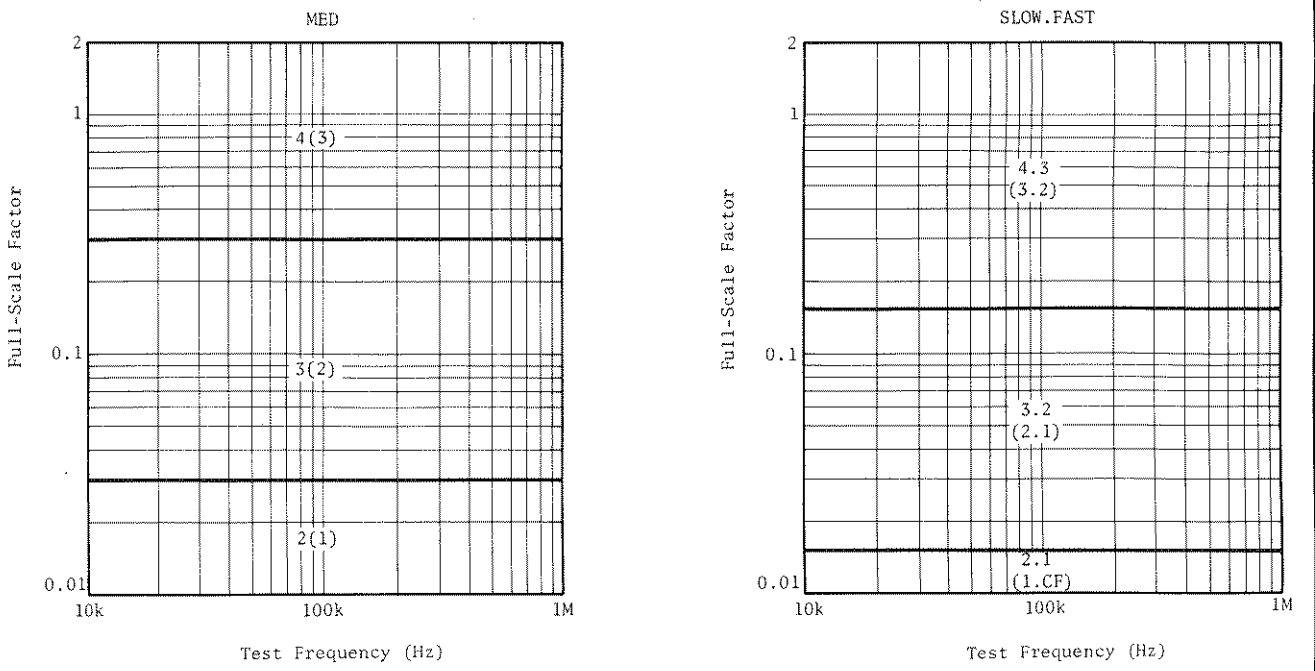 MED
2
1
0.1
0.01
Full-Scale Factor
4(3)
3(2)
2(1)
10k
100k
1M
Test Frequency (Hz)
SLOW.FAST
2
1
0.1
0.01
Full-Scale Factor
4.3
(3.2)
3.2
(2.1)
2.1
(1.CF)
10k
100k
1M
Test Frequency (Hz)